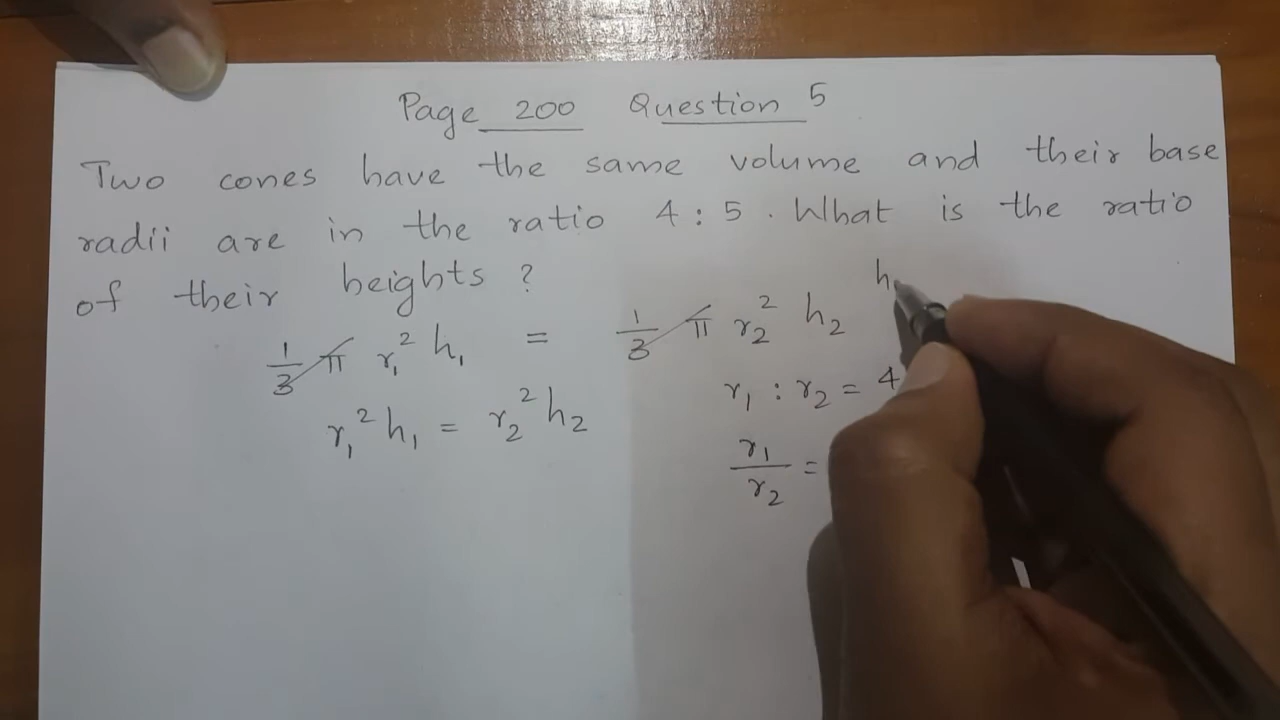 Page 200 Question 5
Two cones have the same volume and their base
radii are in the ratio 4 : 5 . What is the ratio
of their heights ?
h
1/3 π r₁² h₁ = 1/3 π r₂² h₂
r₁ : r₂ = 4
r₁² h₁ = r₂² h₂
r₁/r₂ =